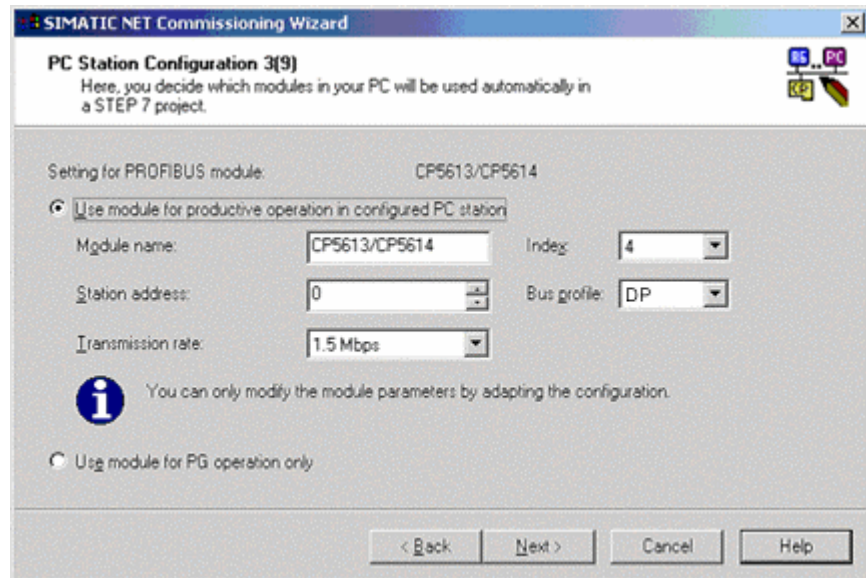 SIMATIC NET Commissioning Wizard
PC Station Configuration 3(9)
Here, you decide which modules in your PC will be used automatically in
a STEP 7 project.
RG .. PC
CP
Setting for PROFIBUS module: CP5613/CP5614
Use module for productive operation in configured PC station
Module name: CP5613/CP5614 Index: 4
Station address: 0 Bus profile: DP
Transmission rate: 1.5 Mbps
You can only modify the module parameters by adapting the configuration.
Use module for PG operation only
< Back Next > Cancel Help